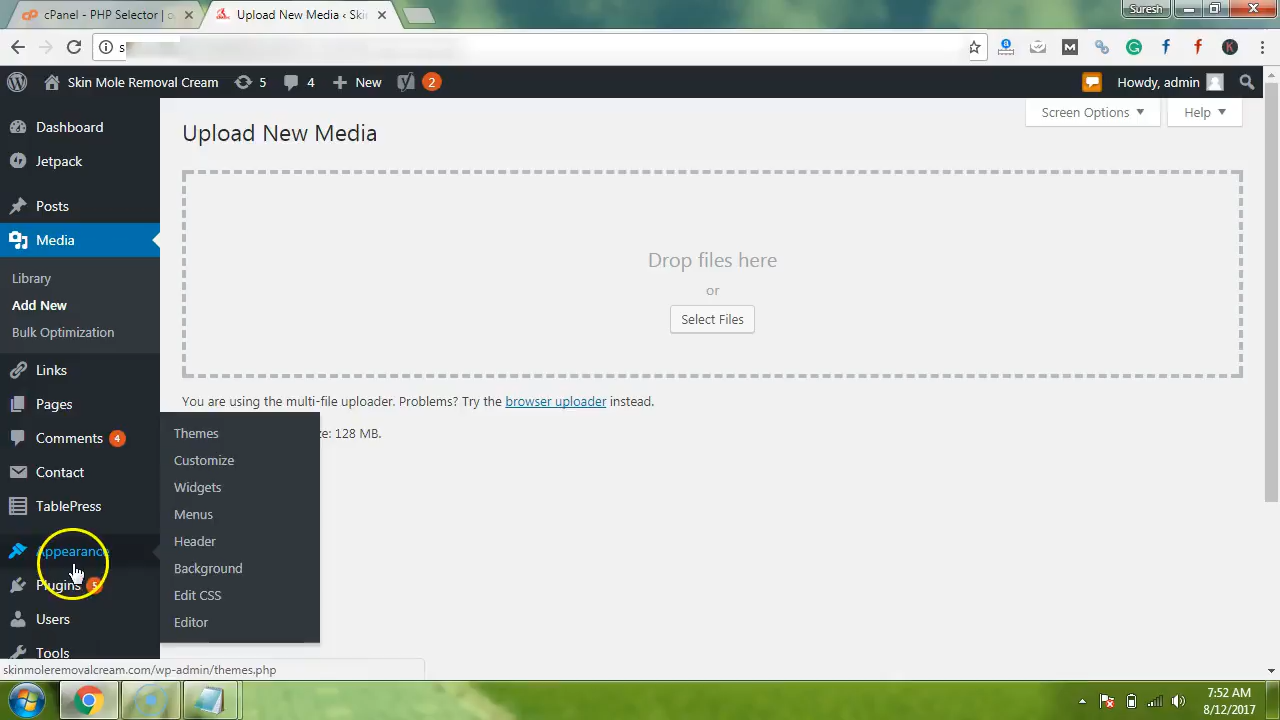 cPanel - PHP Selector |
Upload New Media ‹ Ski
Suresh
s
Skin Mole Removal Cream
5
4
New
2
Howdy, admin
Dashboard
Jetpack
Posts
Media
Library
Add New
Bulk Optimization
Links
Pages
Comments 4
Contact
TablePress
Appearance
Plugins 5
Users
Tools
Themes
Customize
Widgets
Menus
Header
Background
Edit CSS
Editor
Screen Options
Help
Upload New Media
Drop files here
or
Select Files
You are using the multi-file uploader. Problems? Try the browser uploader instead.
ze: 128 MB.
skinmoleremovalcream.com/wp-admin/themes.php
7:52 AM
8/12/2017